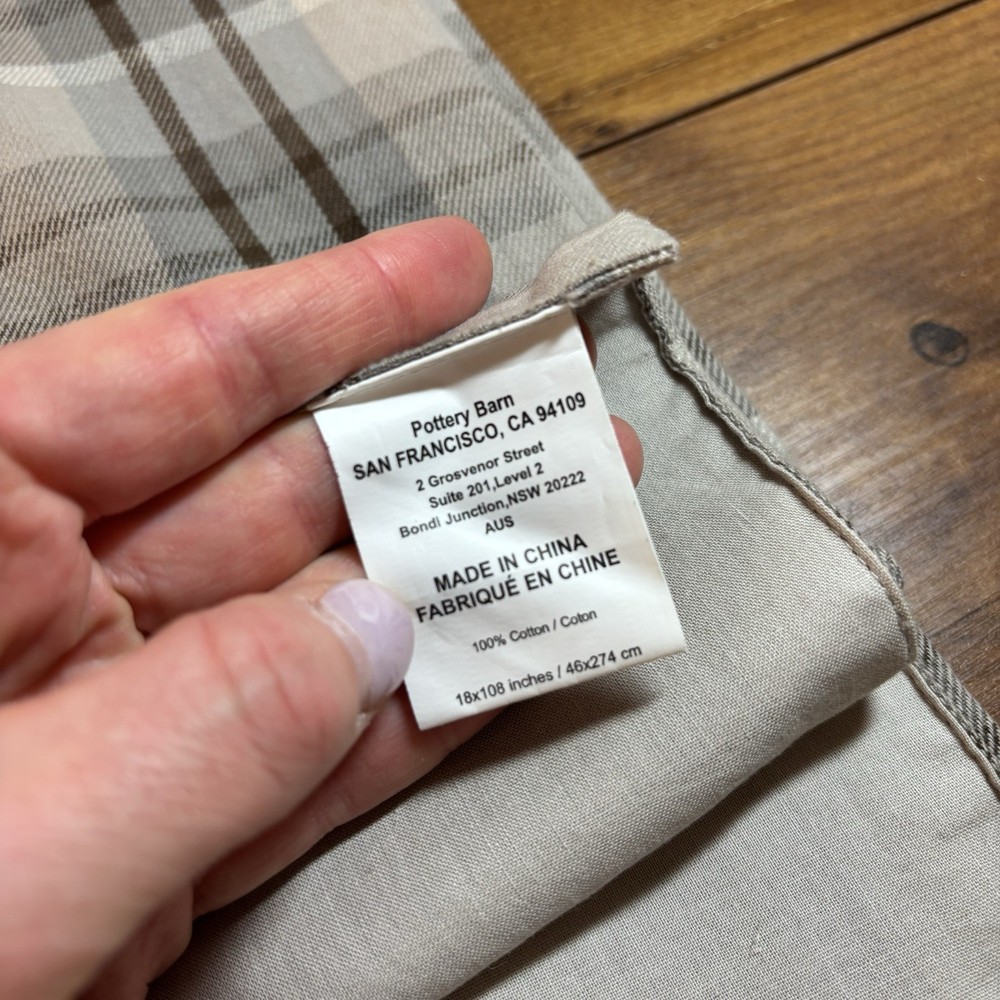 Pottery Barn
SAN FRANCISCO, CA 94109
2 Grosvenor Street
Suite 201,Level 2
Bondi Junction,NSW 20222
AUS
MADE IN CHINA
FABRIQUÉ EN CHINE
100% Cotton / Coton
18x108 inches / 46x274 cm